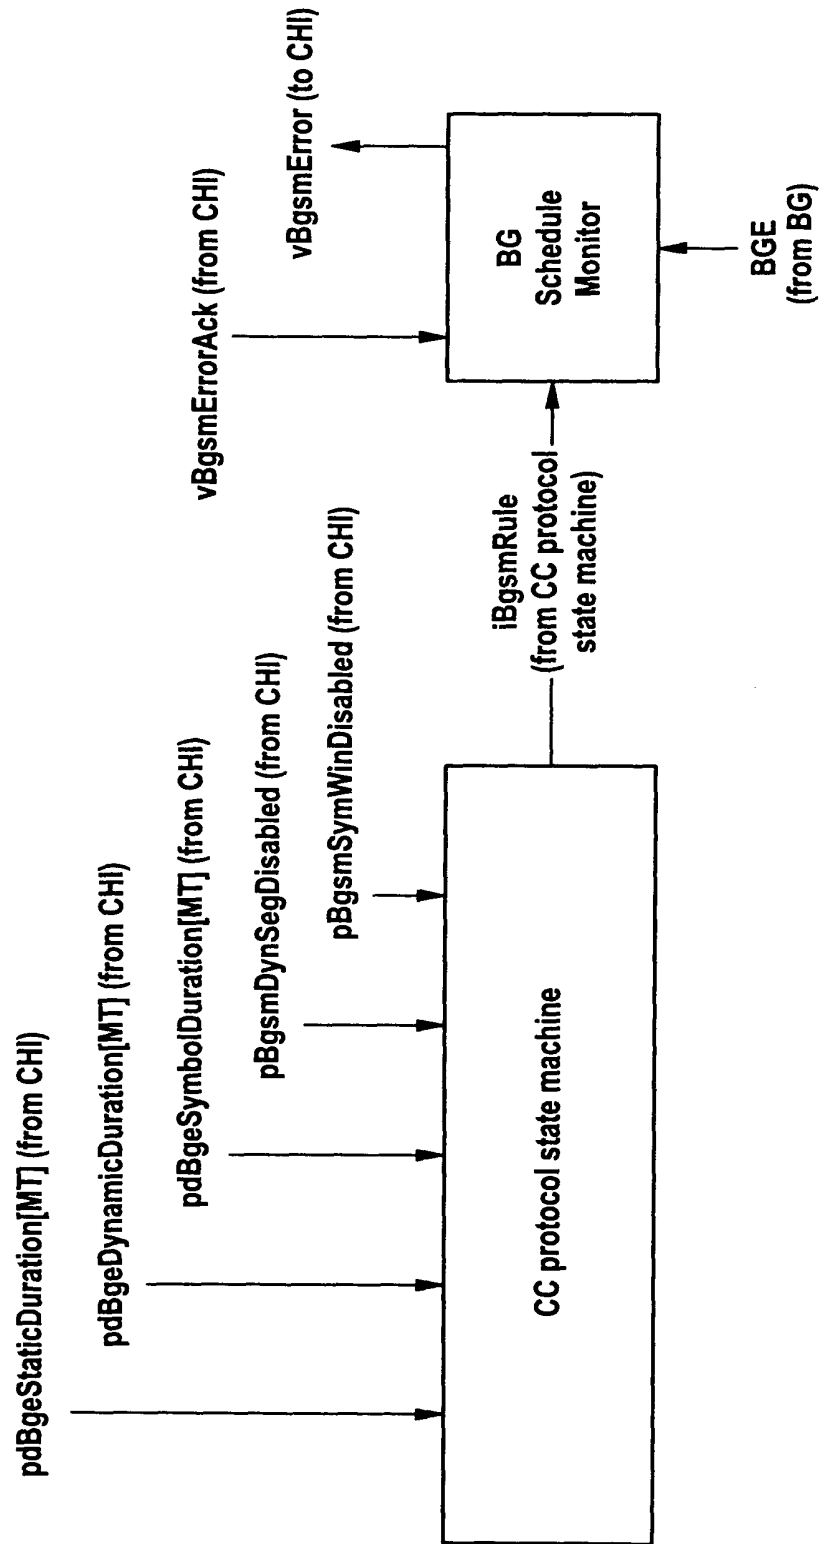 pdBgeStaticDuration[MT] (from CHI)
pdBgeDynamicDuration[MT] (from CHI)
pdBgeSymbolDuration[MT] (from CHI)
pBgsmDynSegDisabled (from CHI)
pBgsmSymWinDisabled (from CHI)
CC protocol state machine
iBgsmRule
(from CC protocol
state machine)
vBgsmErrorAck (from CHI)
vBgsmError (to CHI)
BG
Schedule
Monitor
BGE
(from BG)